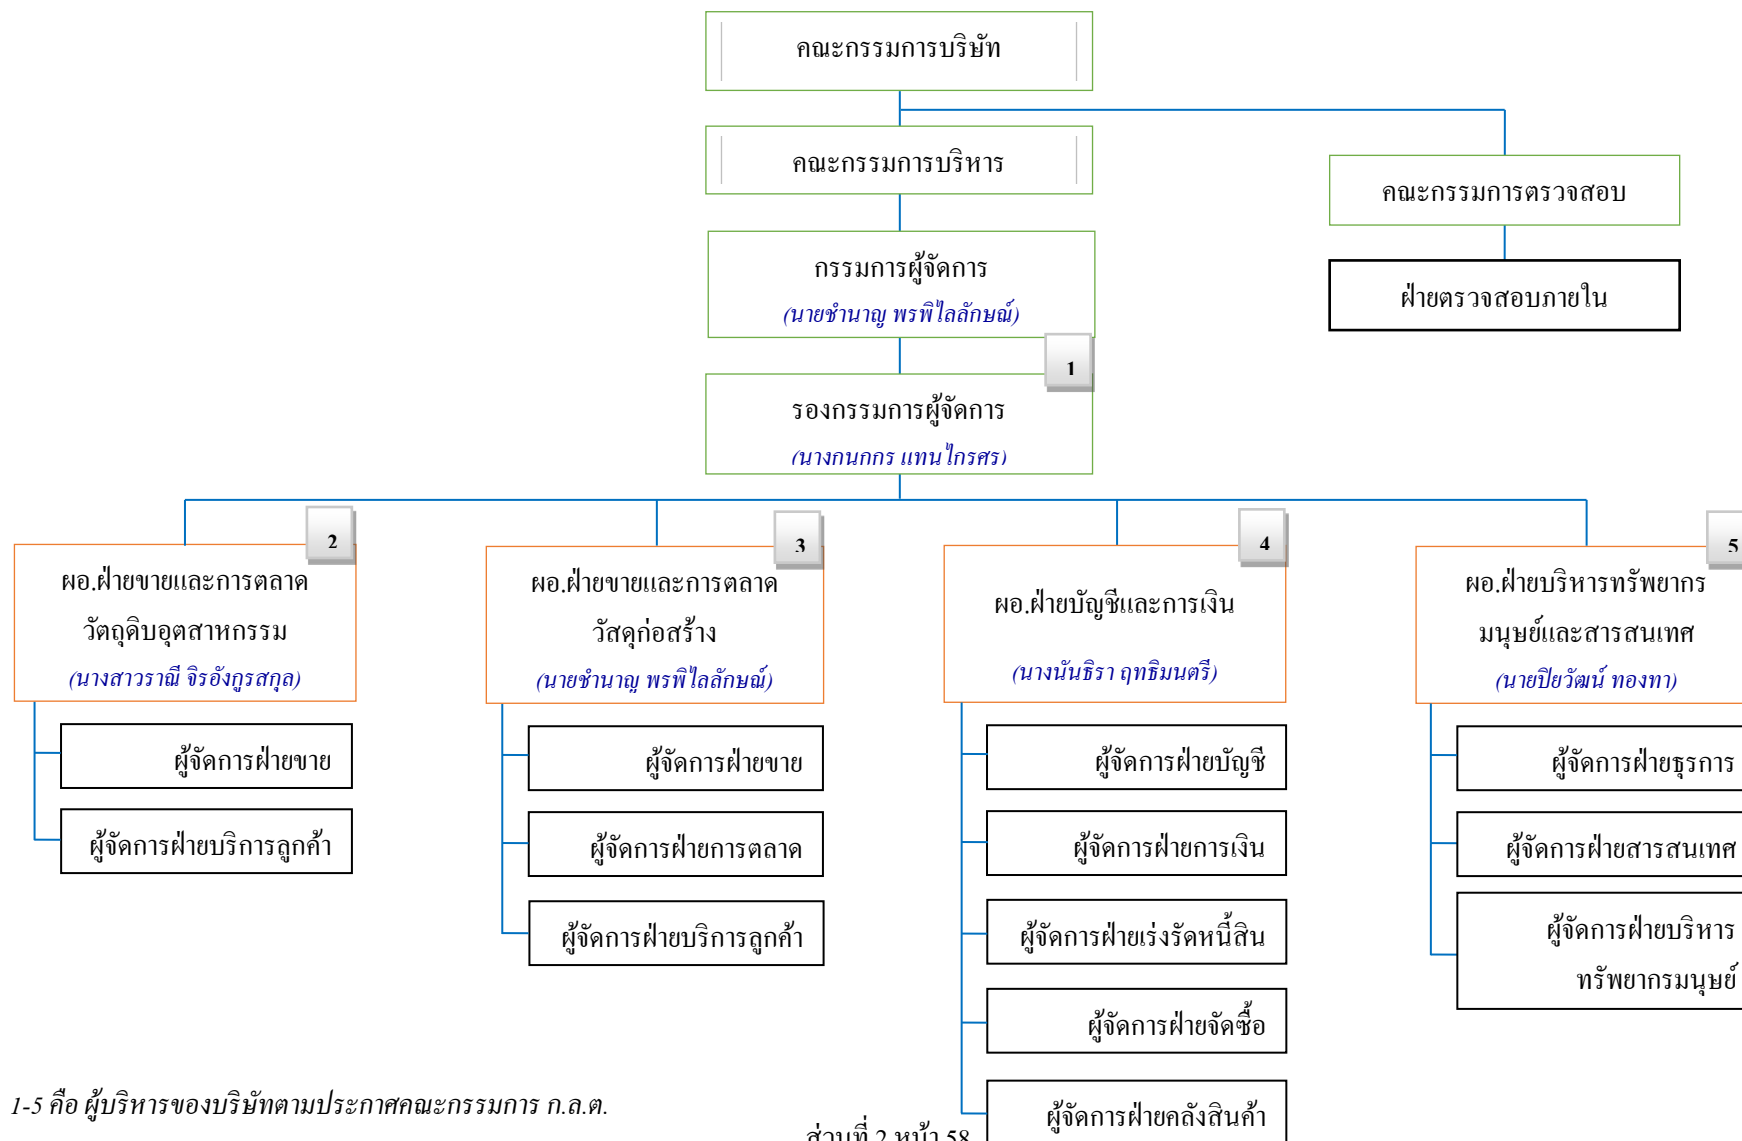 คณะกรรมการบริษัท
คณะกรรมการบริหาร
คณะกรรมการตรวจสอบ
ฝ่ายตรวจสอบภายใน
กรรมการผู้จัดการ
(นายชำนาญ พรพิไลลักษณ์)
1
รองกรรมการผู้จัดการ
(นางกนกกร แทนไกรศร)
2
ผอ.ฝ่ายขายและการตลาด
วัตถุดิบอุตสาหกรรม
(นางสาวราณี จิรอังกูรสกุล)
ผู้จัดการฝ่ายขาย
ผู้จัดการฝ่ายบริการลูกค้า
3
ผอ.ฝ่ายขายและการตลาด
วัสดุก่อสร้าง
(นายชำนาญ พรพิไลลักษณ์)
ผู้จัดการฝ่ายขาย
ผู้จัดการฝ่ายการตลาด
ผู้จัดการฝ่ายบริการลูกค้า
4
ผอ.ฝ่ายบัญชีและการเงิน
(นางนันธิรา ฤทธิมนตรี)
ผู้จัดการฝ่ายบัญชี
ผู้จัดการฝ่ายการเงิน
ผู้จัดการฝ่ายเร่งรัดหนี้สิน
ผู้จัดการฝ่ายจัดซื้อ
ผู้จัดการฝ่ายคลังสินค้า
5
ผอ.ฝ่ายบริหารทรัพยากร
มนุษย์และสารสนเทศ
(นายปิยวัฒน์ ทองทา)
ผู้จัดการฝ่ายธุรการ
ผู้จัดการฝ่ายสารสนเทศ
ผู้จัดการฝ่ายบริหาร
ทรัพยากรมนุษย์
1-5 คือ ผู้บริหารของบริษัทตามประกาศคณะกรรมการ ก.ล.ต.
ส่วนที่ 2 หน้า 58